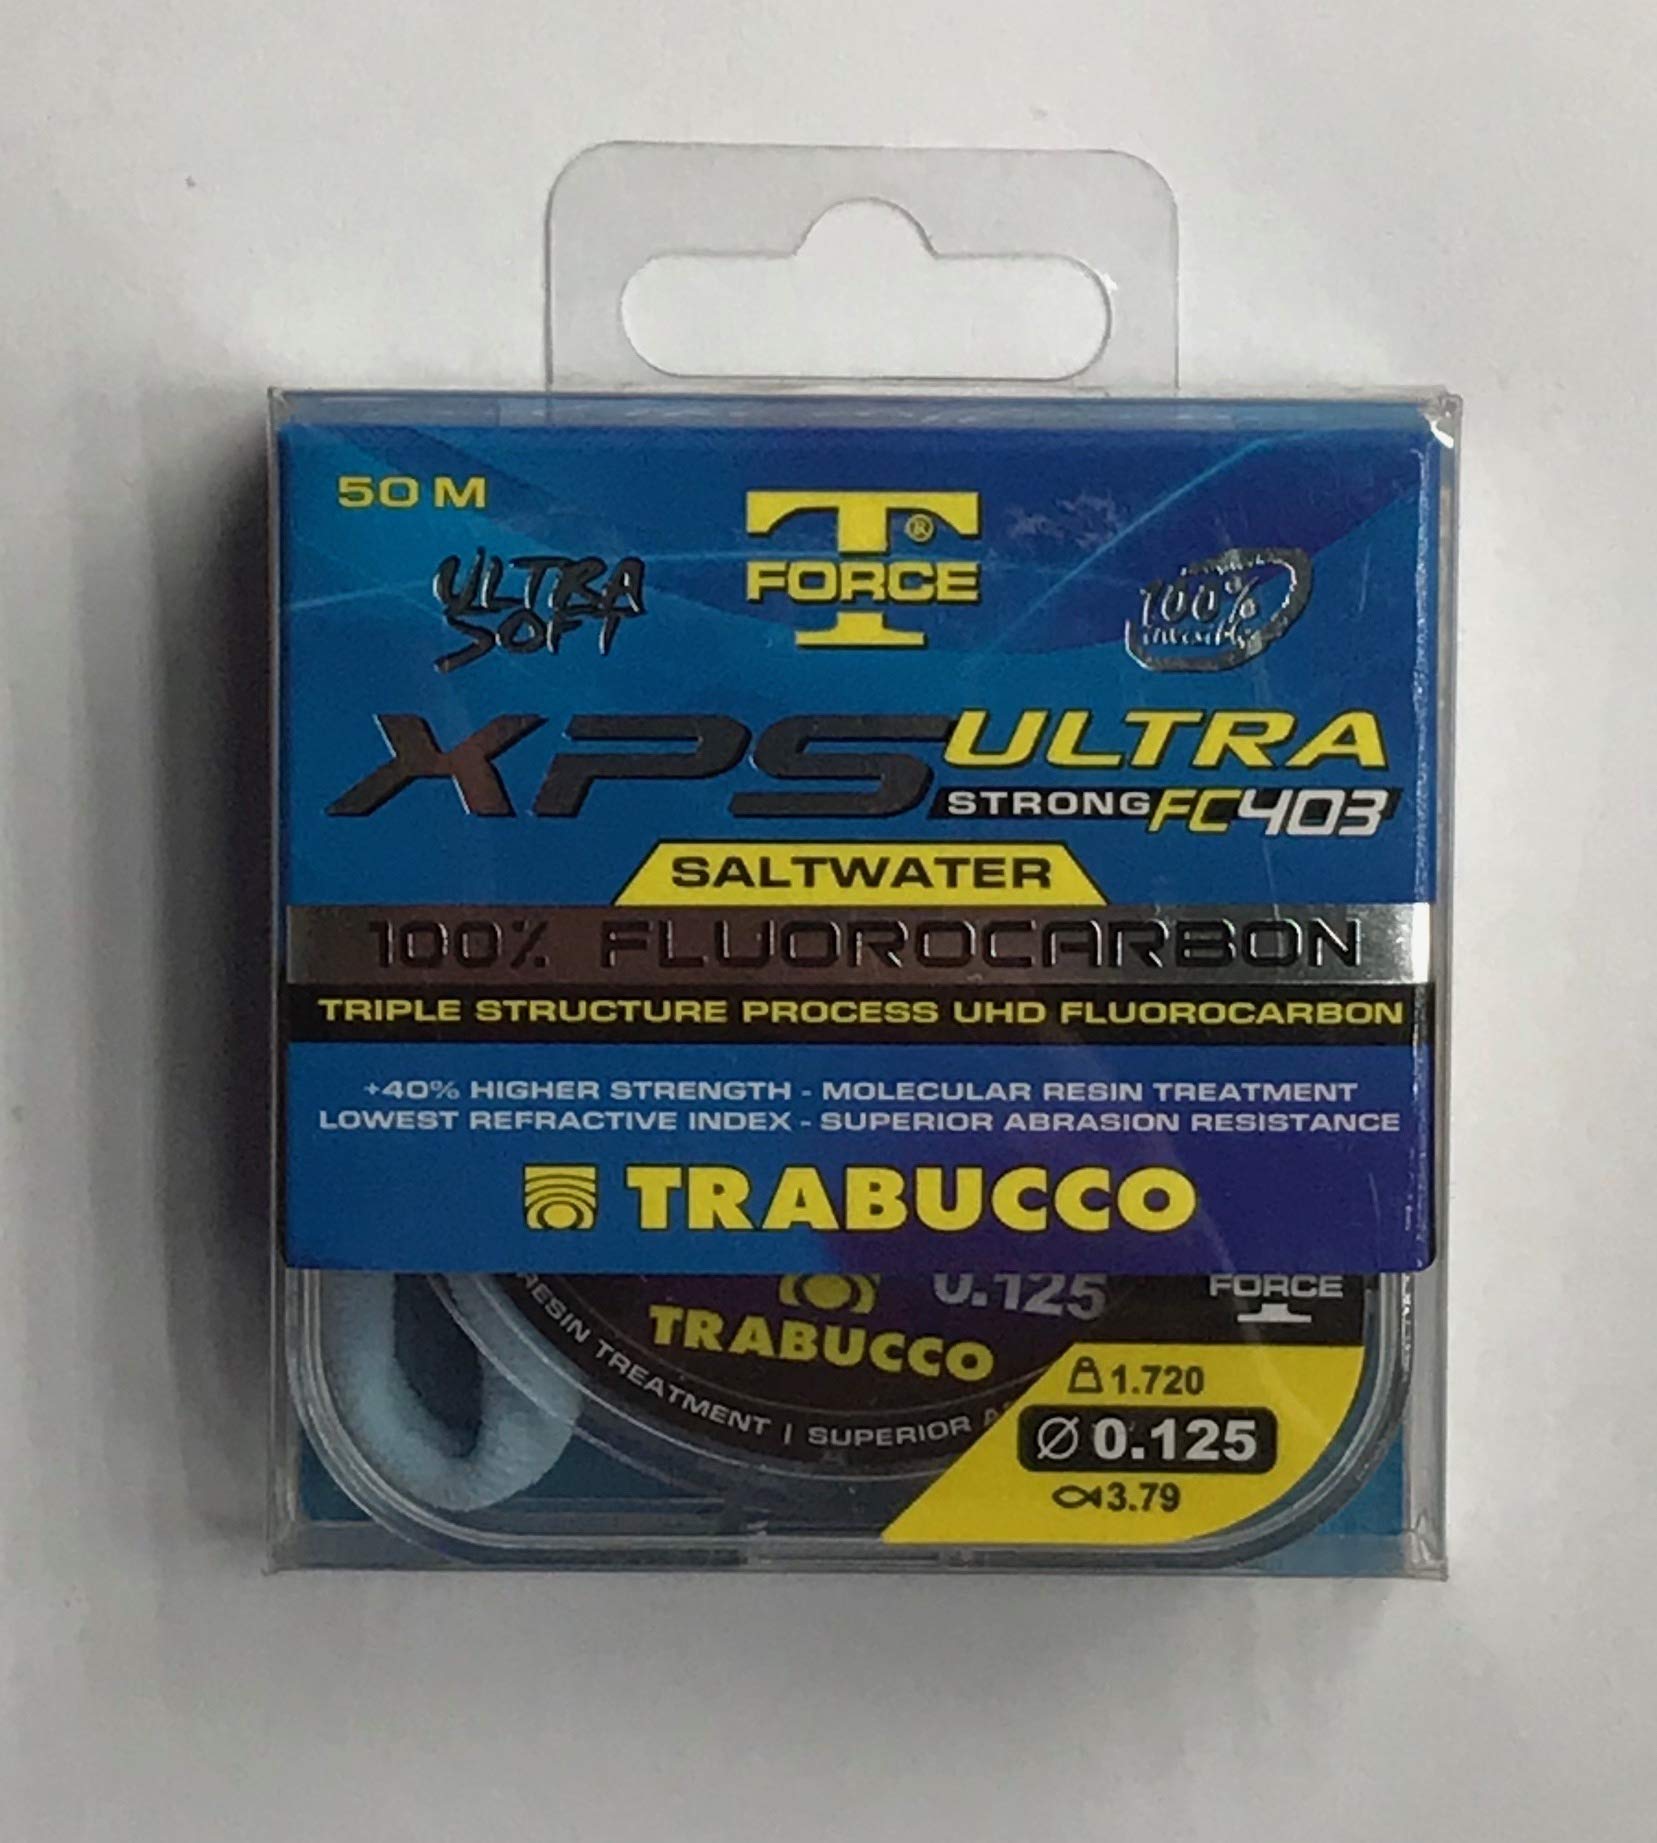 50 M
T®
FORCE
ULTRA
SOFT
100%
invisible
XPS ULTRA
STRONG FC403
SALTWATER
100% FLUOROCARBON
TRIPLE STRUCTURE PROCESS UHD FLUOROCARBON
+40% HIGHER STRENGTH - MOLECULAR RESIN TREATMENT
LOWEST REFRACTIVE INDEX - SUPERIOR ABRASION RESISTANCE
TRABUCCO
0.125
FORCE
TRABUCCO
RESIN TREATMENT | SUPERIOR
1.720
Ø 0.125
3.79